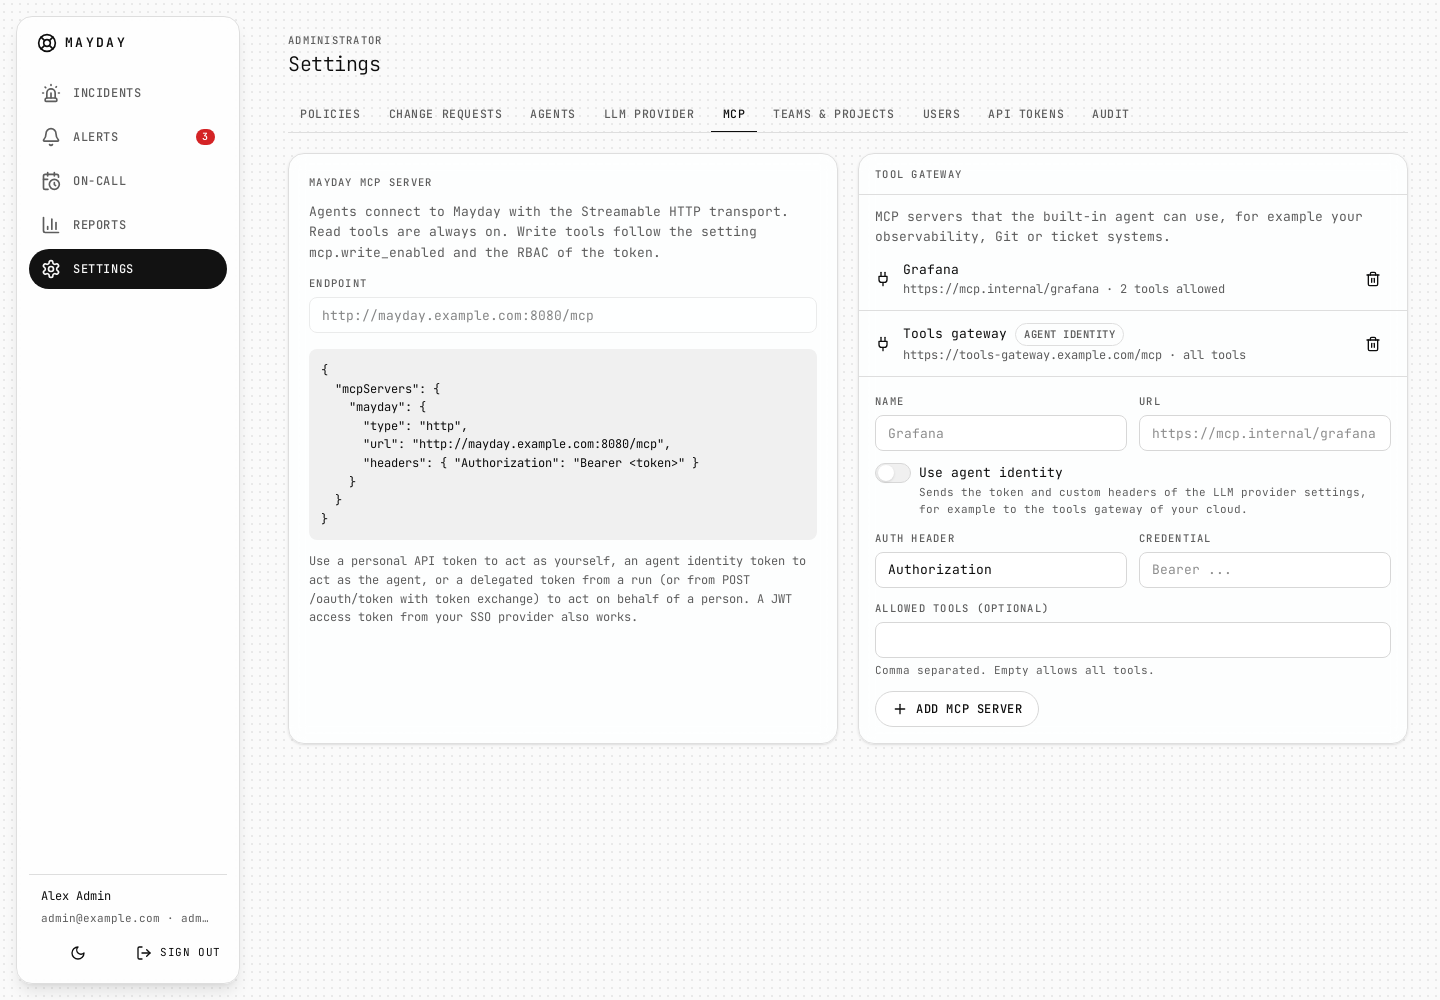 MAYDAY
INCIDENTS
ALERTS 3
ON-CALL
REPORTS
SETTINGS
Alex Admin
admin@example.com · adm…
SIGN OUT
ADMINISTRATOR
Settings
POLICIES CHANGE REQUESTS AGENTS LLM PROVIDER MCP TEAMS & PROJECTS USERS API TOKENS AUDIT
MAYDAY MCP SERVER
Agents connect to Mayday with the Streamable HTTP transport.
Read tools are always on. Write tools follow the setting
mcp.write_enabled and the RBAC of the token.
ENDPOINT
http://mayday.example.com:8080/mcp
{
  "mcpServers": {
    "mayday": {
      "type": "http",
      "url": "http://mayday.example.com:8080/mcp",
      "headers": { "Authorization": "Bearer <token>" }
    }
  }
}
Use a personal API token to act as yourself, an agent identity token to
act as the agent, or a delegated token from a run (or from POST
/oauth/token with token exchange) to act on behalf of a person. A JWT
access token from your SSO provider also works.
TOOL GATEWAY
MCP servers that the built-in agent can use, for example your
observability, Git or ticket systems.
Grafana
https://mcp.internal/grafana · 2 tools allowed
Tools gateway AGENT IDENTITY
https://tools-gateway.example.com/mcp · all tools
NAME URL
Grafana https://mcp.internal/grafana
Use agent identity
Sends the token and custom headers of the LLM provider settings,
for example to the tools gateway of your cloud.
AUTH HEADER CREDENTIAL
Authorization Bearer ...
ALLOWED TOOLS (OPTIONAL)
Comma separated. Empty allows all tools.
ADD MCP SERVER